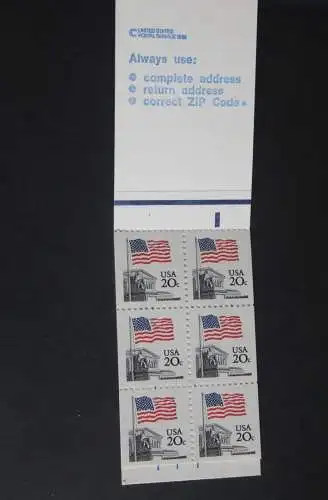 © UNITED STATES
POSTAL SERVICE 1981
Always use:
complete address
return address
correct ZIP Code
USA
20c
USA
20c
USA
20c
USA
20c
USA
20c
USA
20c